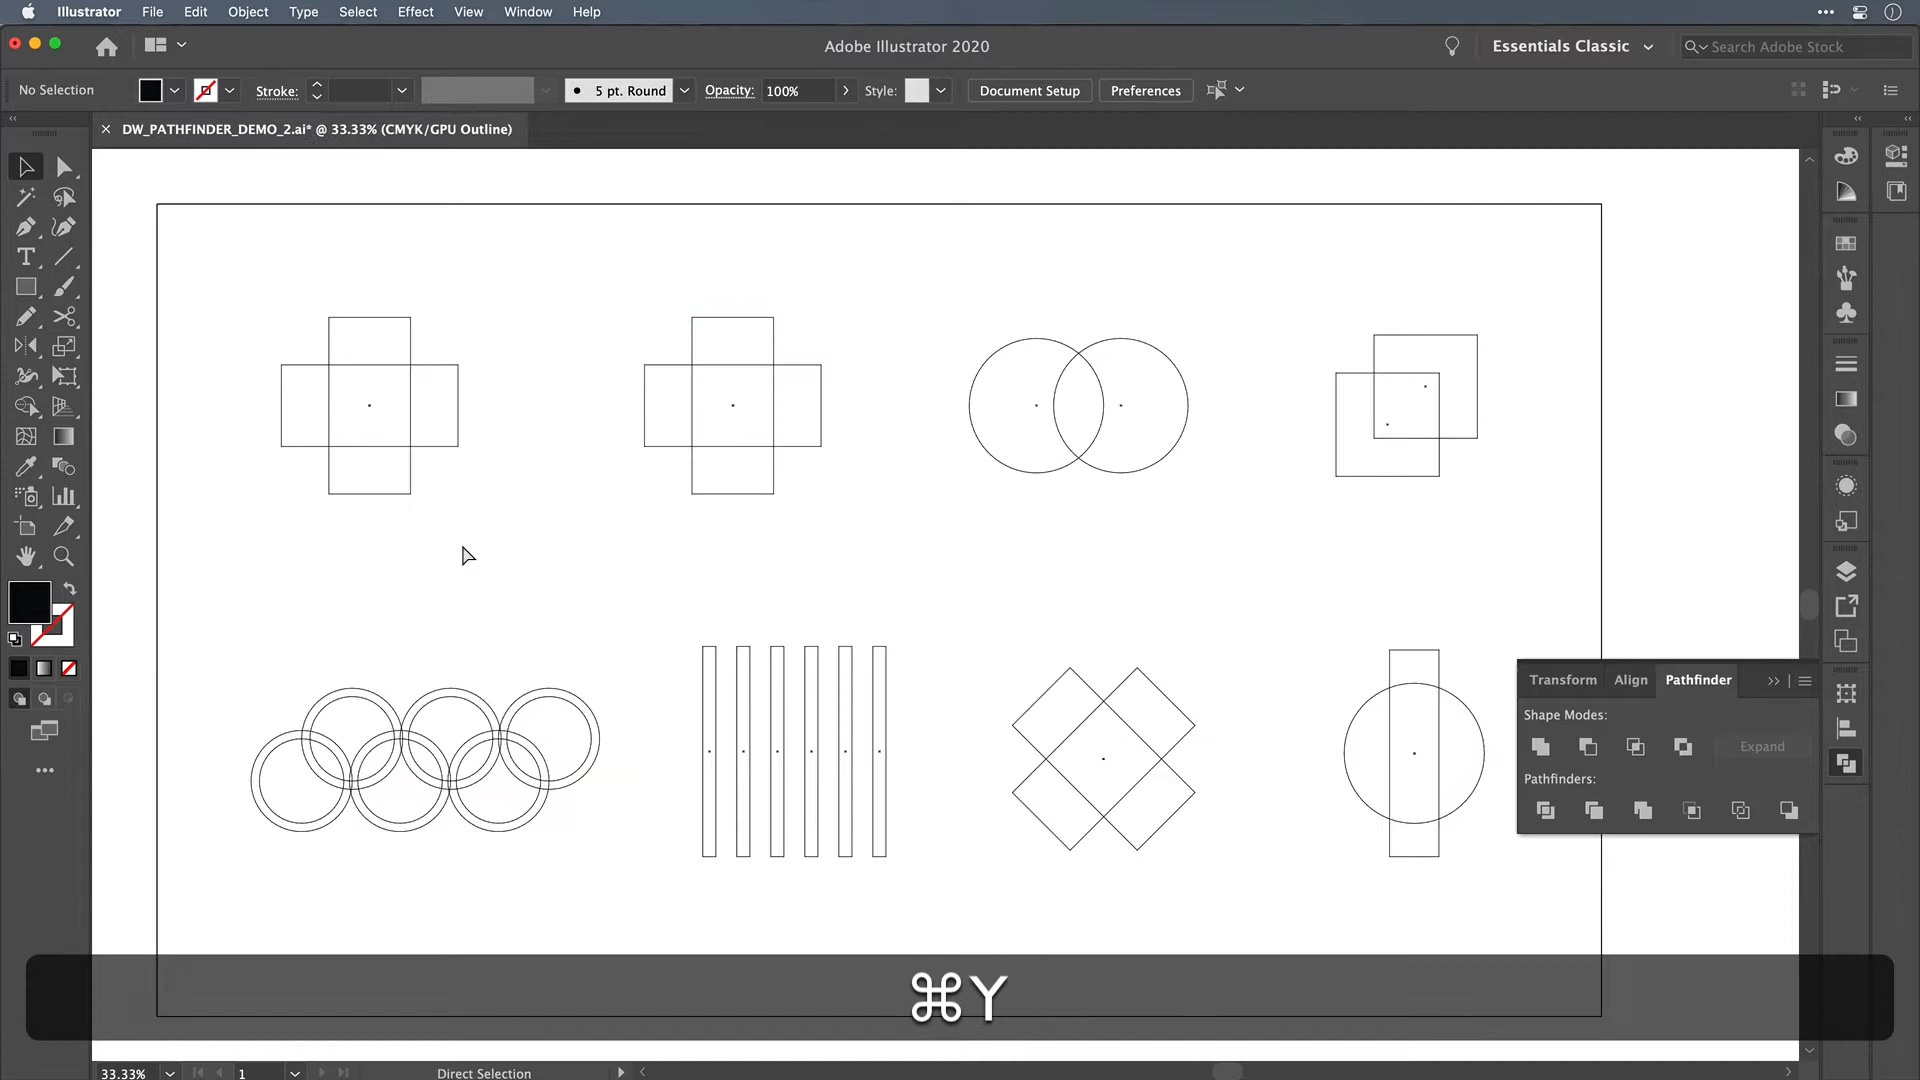 Illustrator File Edit Object Type Select Effect View Window Help
Adobe Illustrator 2020
Essentials Classic
Search Adobe Stock
No Selection
Stroke:
5 pt. Round
Opacity: 100%
Style:
Document Setup
Preferences
DW_PATHFINDER_DEMO_2.ai* @ 33.33% (CMYK/GPU Outline)
Transform Align Pathfinder
Shape Modes:
Expand
Pathfinders:
⌘Y
33.33%
1
Direct Selection